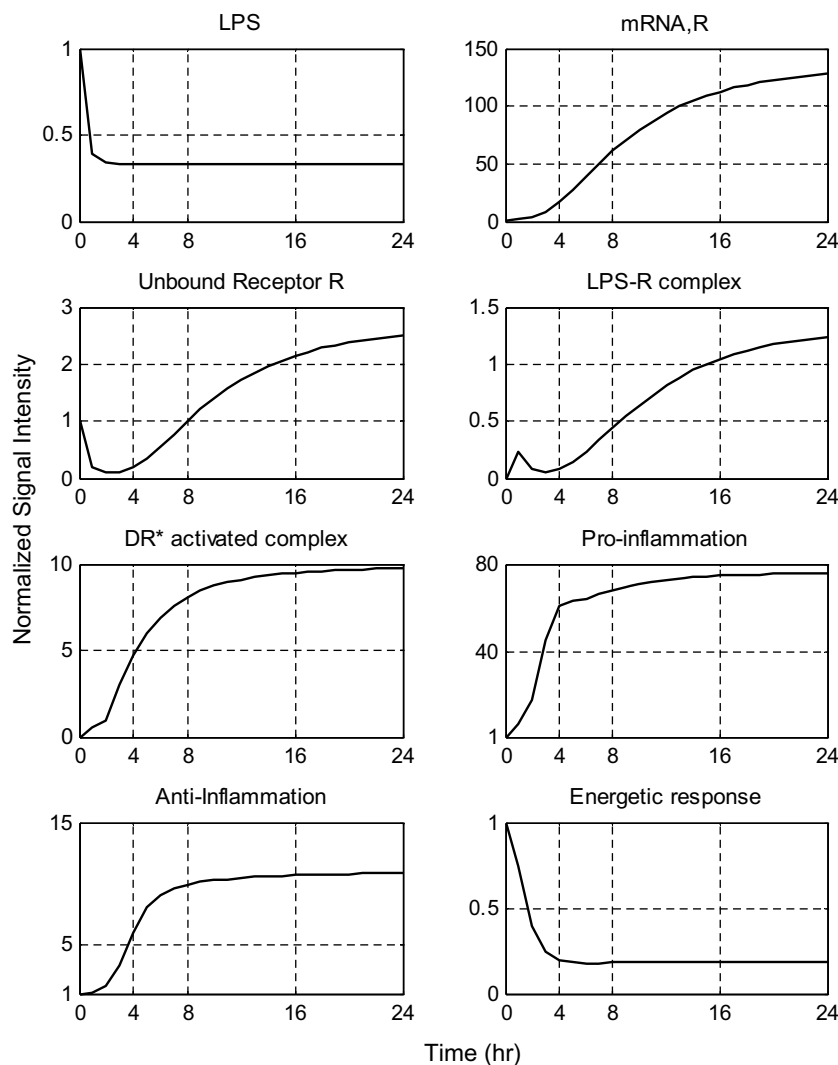 LPS
1
0.5
0
0 4 8 16 24
mRNA,R
150
100
50
0
0 4 8 16 24
Unbound Receptor R
3
2
1
0
0 4 8 16 24
LPS-R complex
1.5
1
0.5
0
0 4 8 16 24
Normalized Signal Intensity
DR* activated complex
10
5
0
0 4 8 16 24
Pro-inflammation
80
40
1
0 4 8 16 24
Anti-Inflammation
15
5
1
0 4 8 16 24
Energetic response
1
0.5
0
0 4 8 16 24
Time (hr)